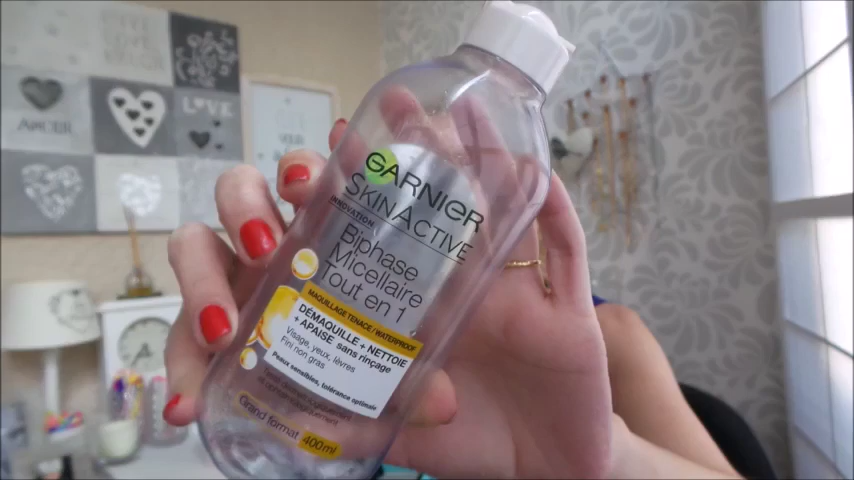 AMOUR
LOVE
GARNIER
SKINACTIVE
INNOVATION
Biphase
Micellaire
Tout en 1
MAQUILLAGE TENACE / WATERPROOF
DÉMAQUILLE + NETTOIE
+ APAISE sans rinçage
Visage, yeux, lèvres
Fini non gras
Peaux sensibles, tolérance optimale
Grand format 400ml